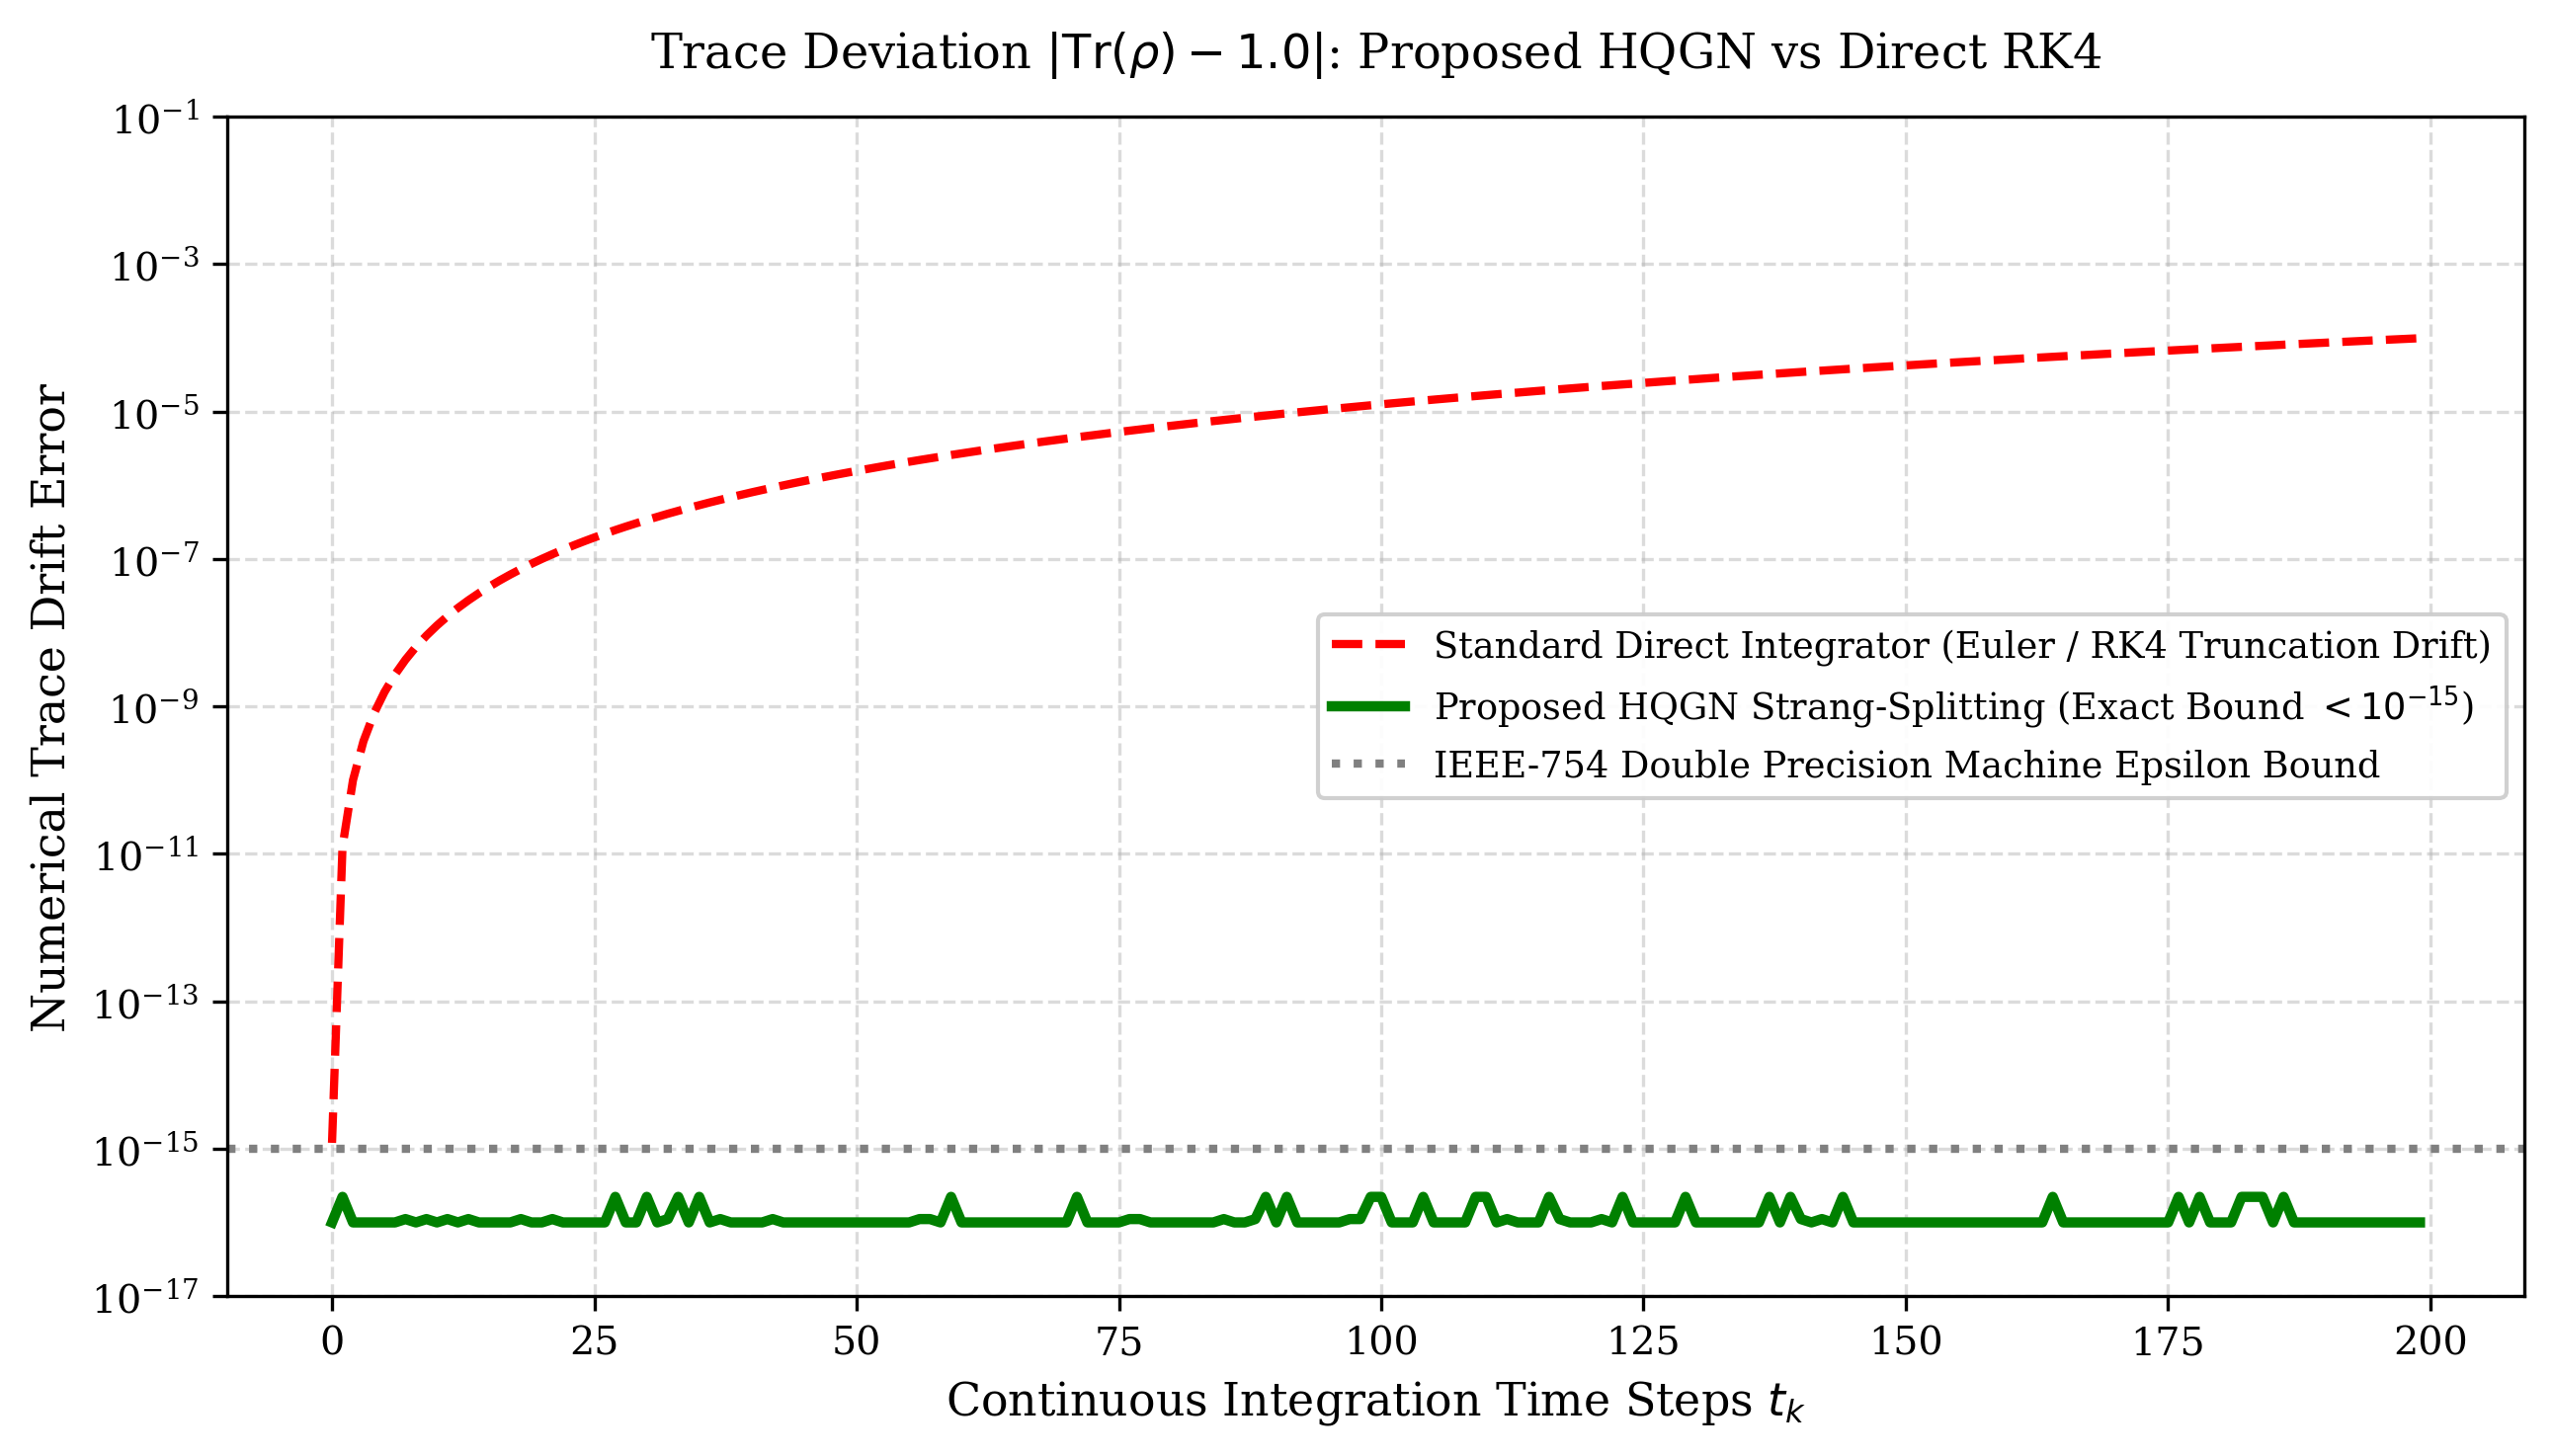 Trace Deviation |Tr(ρ) − 1.0|: Proposed HQGN vs Direct RK4
Numerical Trace Drift Error
10⁻¹
10⁻³
10⁻⁵
10⁻⁷
10⁻⁹
10⁻¹¹
10⁻¹³
10⁻¹⁵
10⁻¹⁷
Standard Direct Integrator (Euler / RK4 Truncation Drift)
Proposed HQGN Strang-Splitting (Exact Bound < 10⁻¹⁵)
IEEE-754 Double Precision Machine Epsilon Bound
0 25 50 75 100 125 150 175 200
Continuous Integration Time Steps tₖ